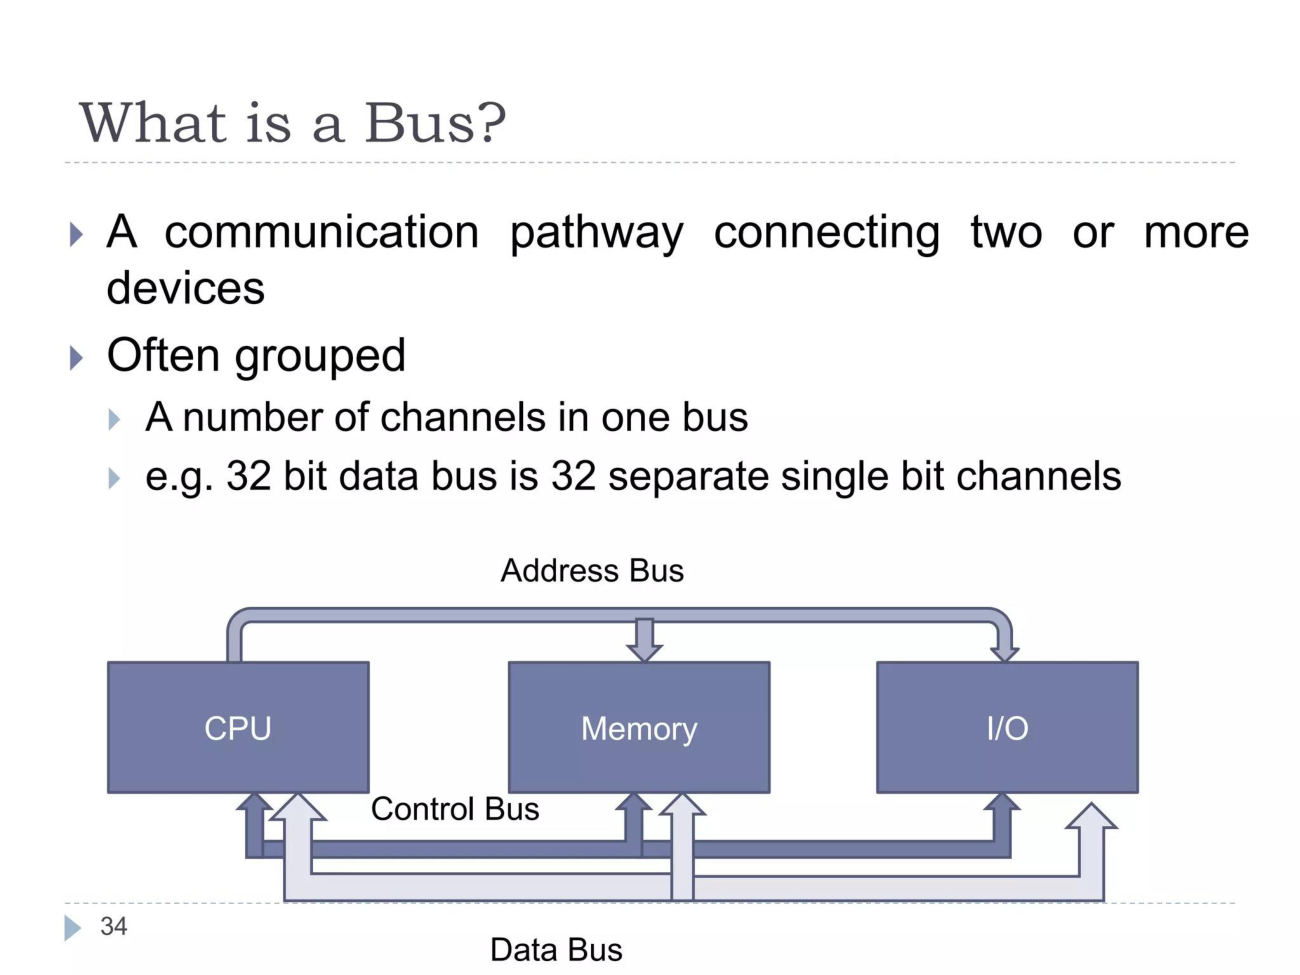 What is a Bus?
A communication pathway connecting two or more
devices
Often grouped
A number of channels in one bus
e.g. 32 bit data bus is 32 separate single bit channels
Address Bus
CPU
Memory
I/O
Control Bus
34
Data Bus